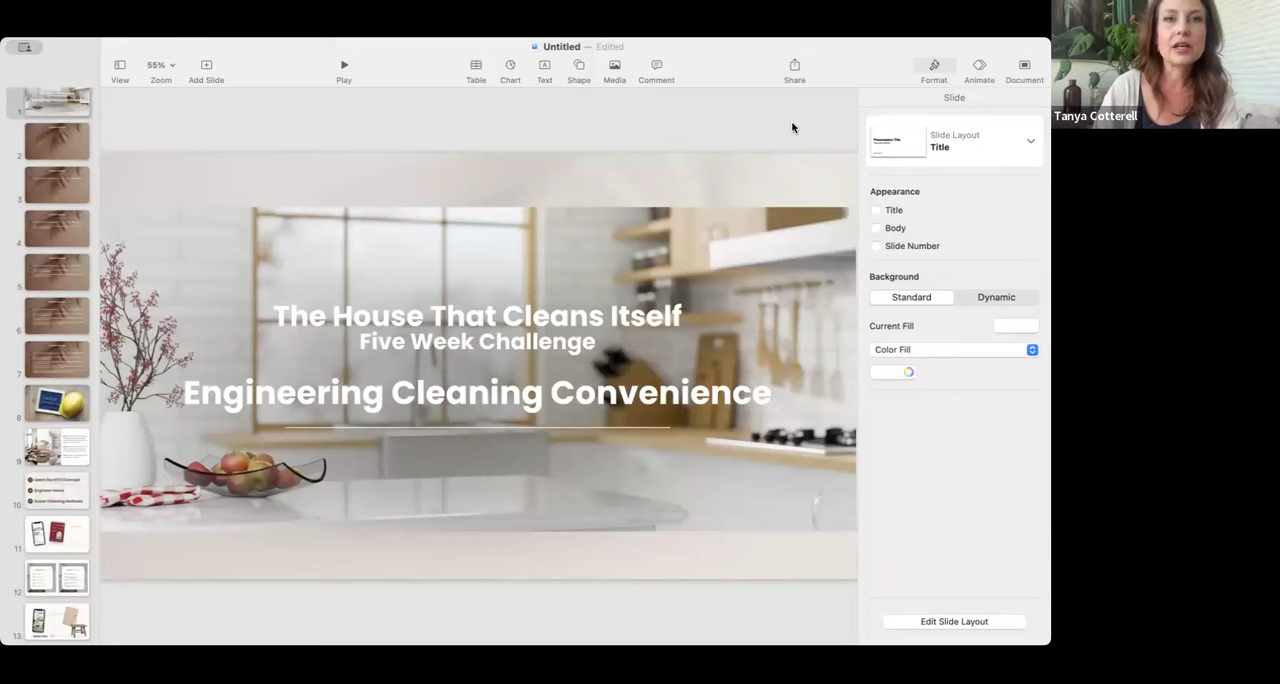 Untitled — Edited
View
55%
Zoom
Add Slide
Play
Table
Chart
Text
Shape
Media
Comment
Share
Format
Animate
Document
Tanya Cotterell
Slide
Slide Layout
Title
Appearance
Title
Body
Slide Number
Background
Standard
Dynamic
Current Fill
Color Fill
Edit Slide Layout
The House That Cleans Itself
Five Week Challenge
Engineering Cleaning Convenience
1
2
3
4
5
6
7
8
9
10
11
12
13